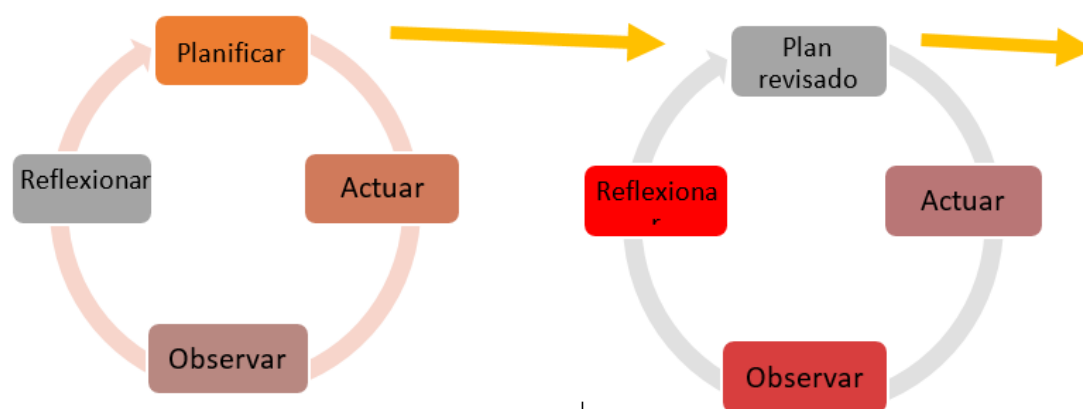 Planificar
Actuar
Observar
Reflexionar
Plan
revisado
Actuar
Observar
Reflexiona
r